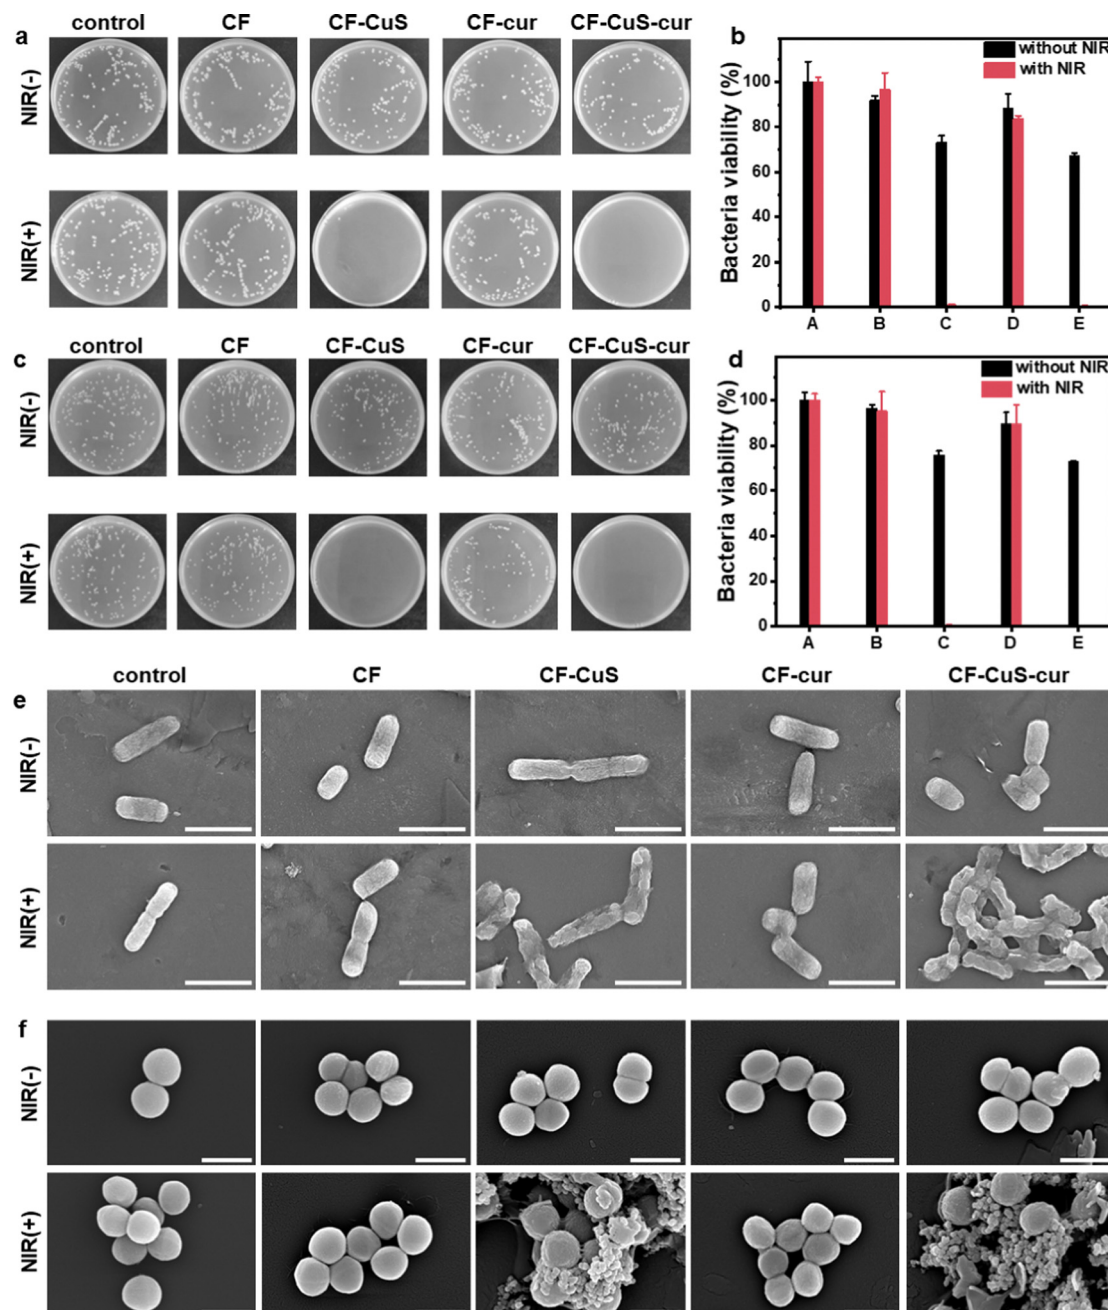 control CF CF-CuS CF-cur CF-CuS-cur
a
NIR(-)
NIR(+)
b
without NIR
with NIR
Bacteria viability (%)
100
80
60
40
20
0
A B C D E
control CF CF-CuS CF-cur CF-CuS-cur
c
NIR(-)
NIR(+)
d
without NIR
with NIR
Bacteria viability (%)
100
80
60
40
20
0
A B C D E
control CF CF-CuS CF-cur CF-CuS-cur
e
NIR(-)
NIR(+)
f
NIR(-)
NIR(+)